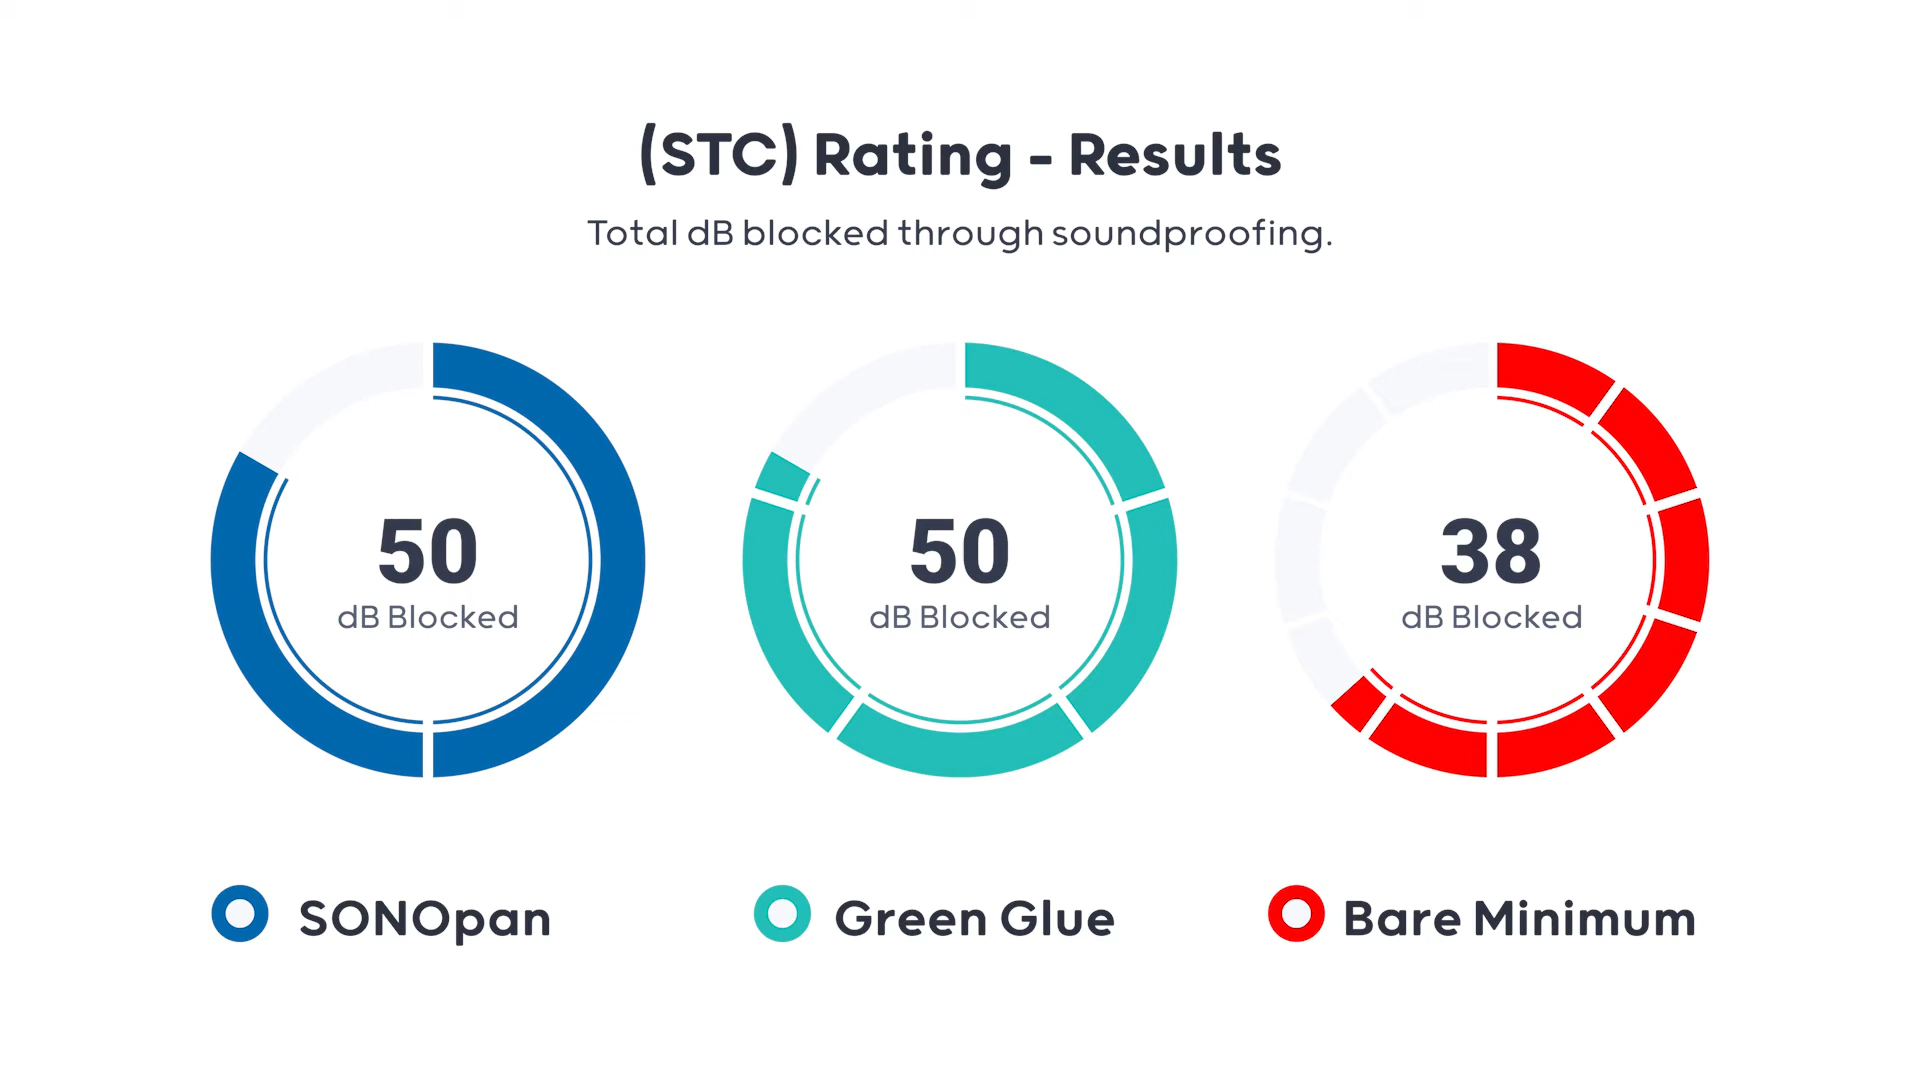 (STC) Rating - Results
Total dB blocked through soundproofing.
50
dB Blocked
50
dB Blocked
38
dB Blocked
SONOpan
Green Glue
Bare Minimum